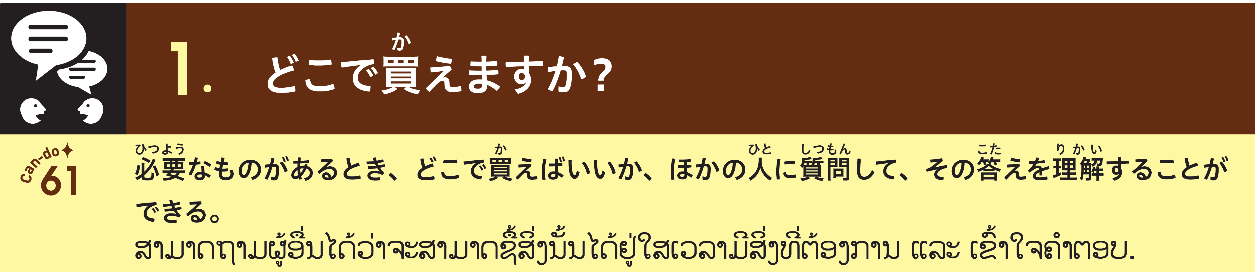 1. どこで買えますか?
か
Can-do
61
ひつよう か ひと しつもん こた りかい
必要なものがあるとき、どこで買えばいいか、ほかの人に質問して、その答えを理解することが
できる。
ສາມາດຖາມຜູ້ອື່ນໄດ້ວ່າຈະສາມາດຊື້ສິ່ງນັ້ນໄດ້ຢູ່ໃສເວລາມີສິ່ງທີ່ຕ້ອງການ ແລະ ເຂົ້າໃຈຄຳຕອບ.